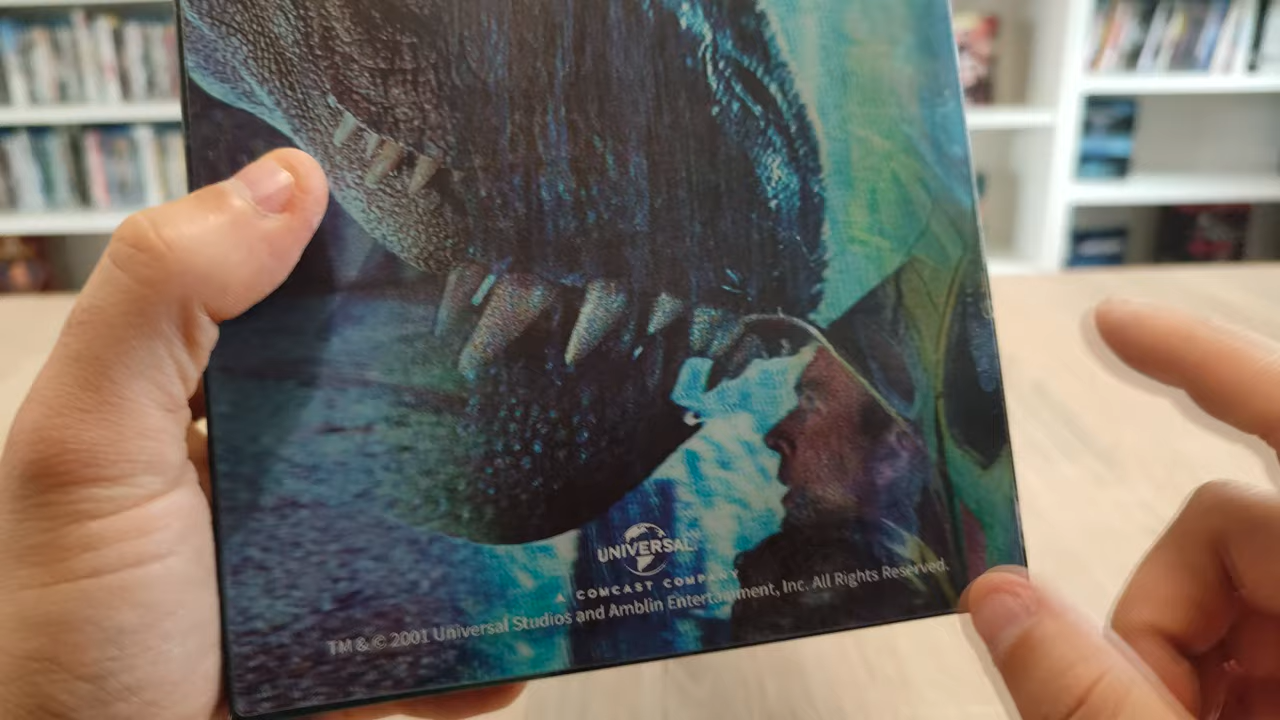 UNIVERSAL
A COMCAST COMPANY
TM & © 2001 Universal Studios and Amblin Entertainment, Inc. All Rights Reserved.